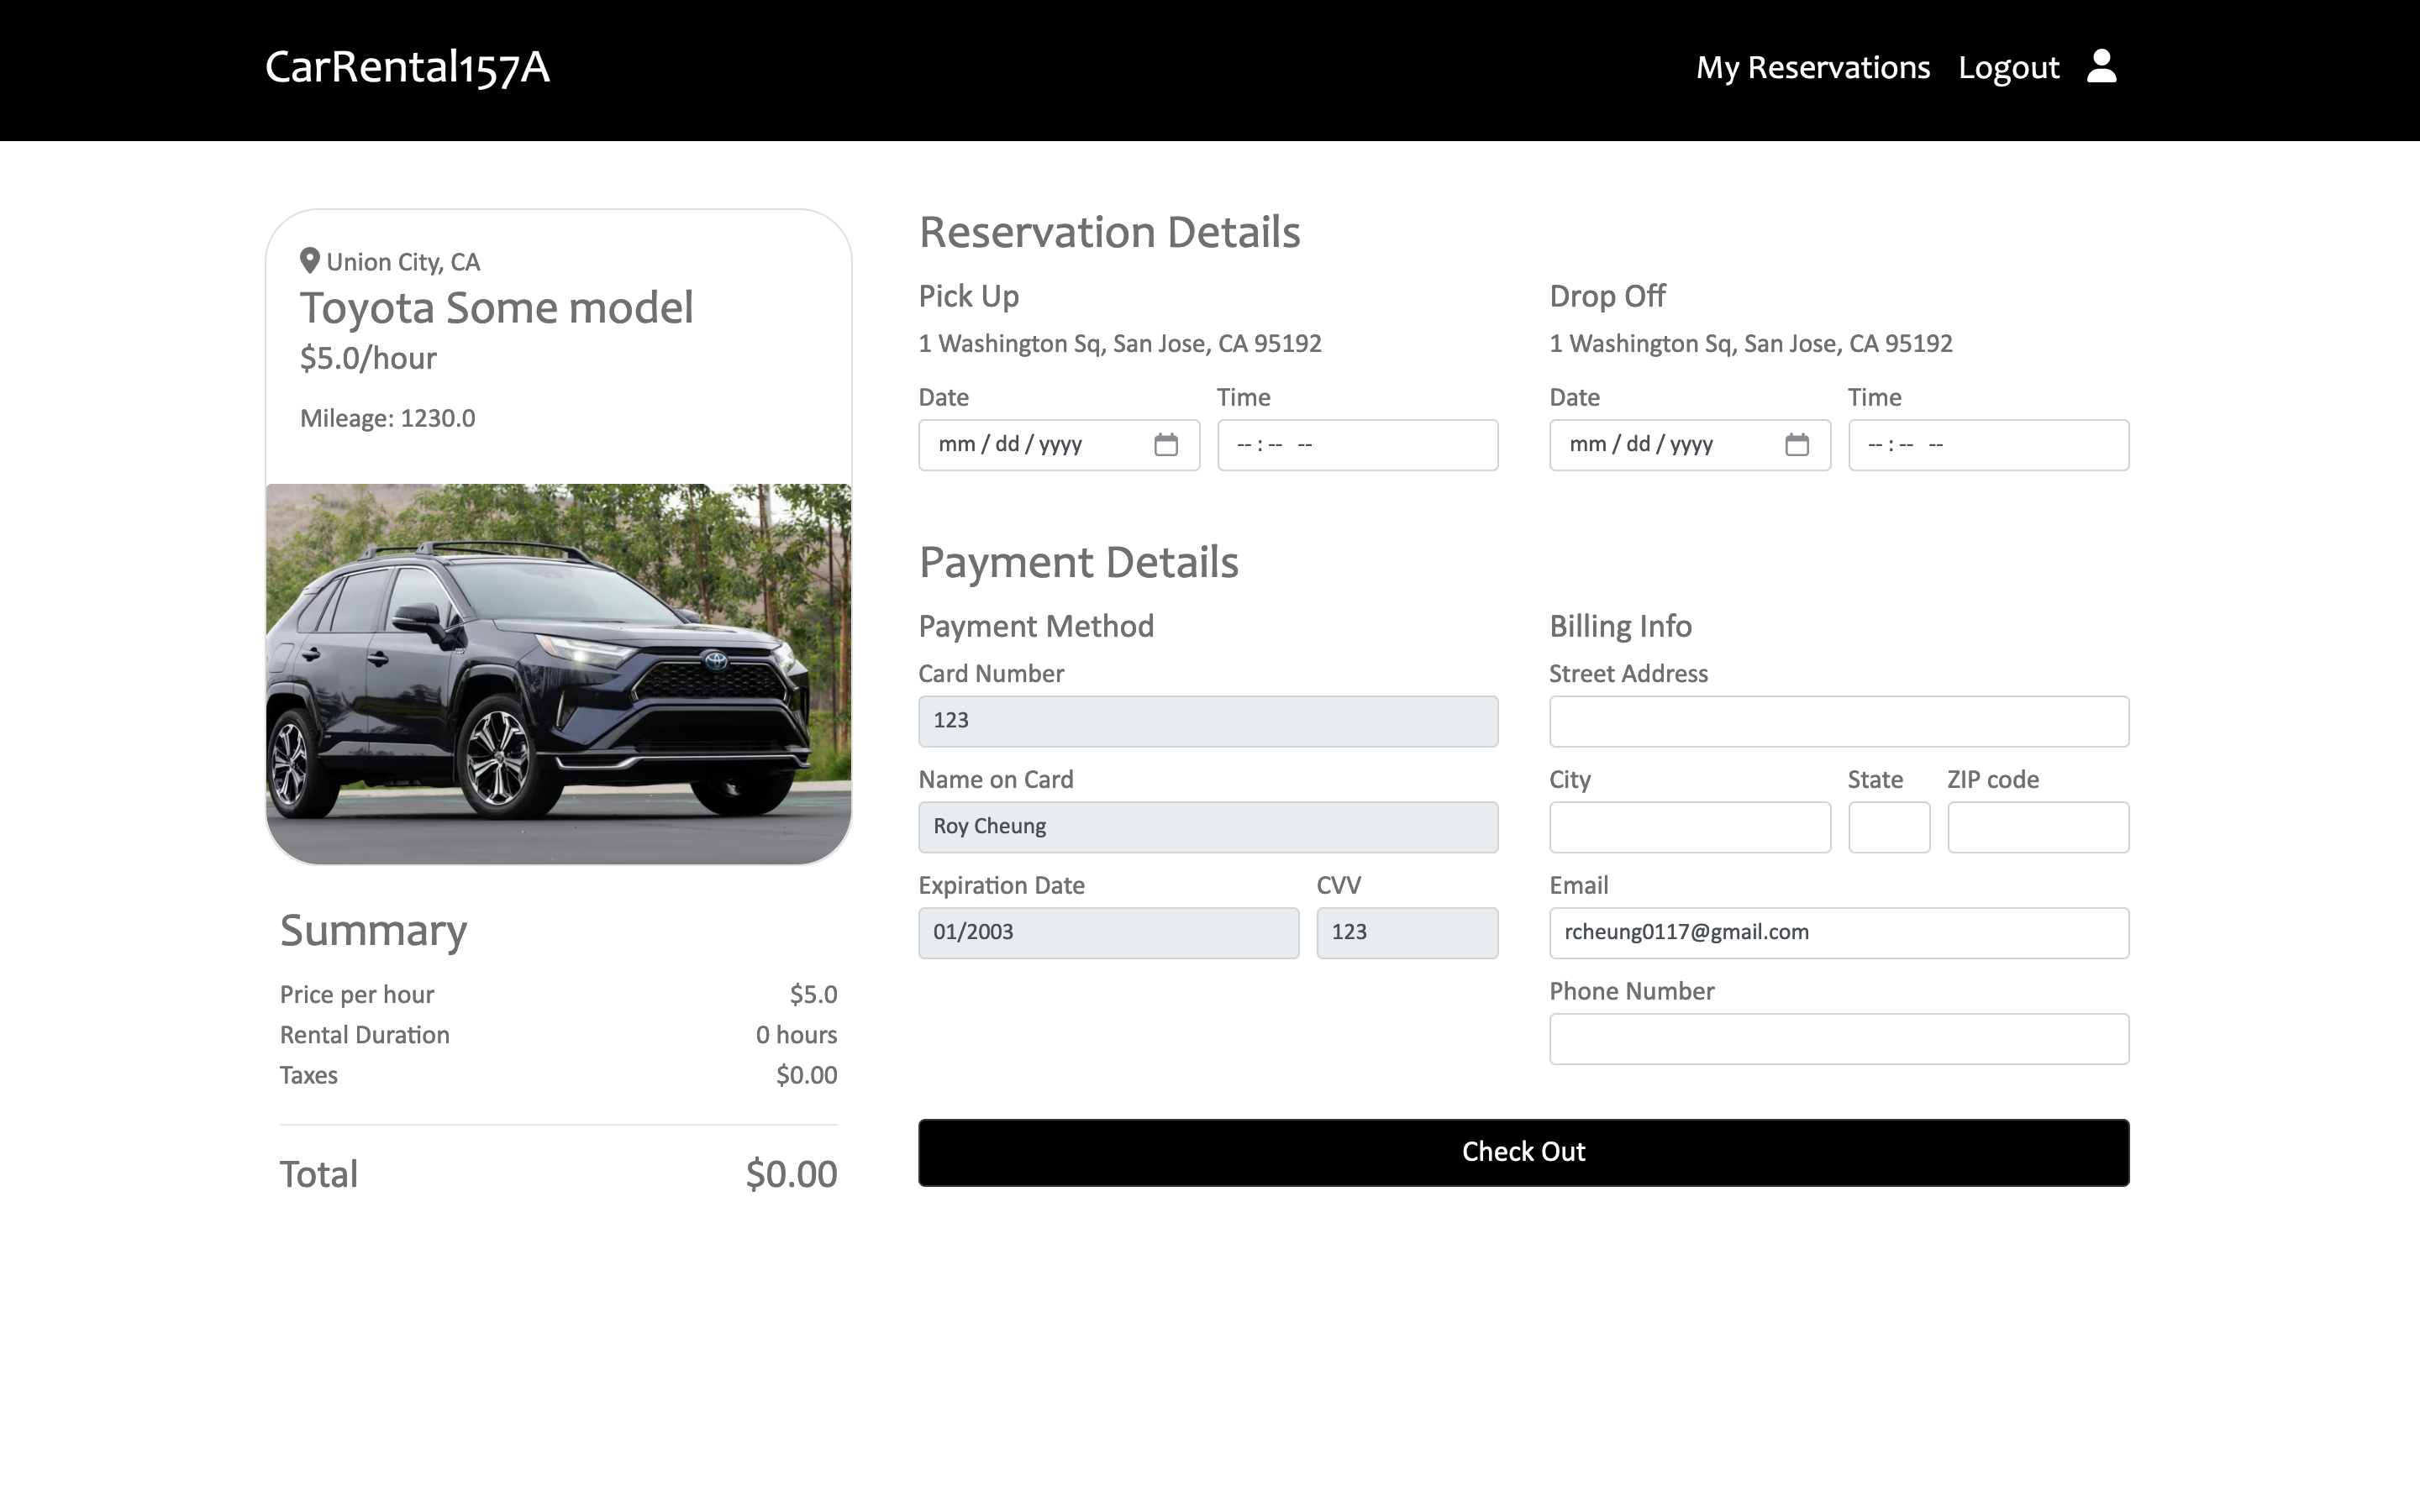 CarRental157A
My Reservations Logout
Union City, CA
Toyota Some model
$5.0/hour
Mileage: 1230.0
Summary
Price per hour $5.0
Rental Duration 0 hours
Taxes $0.00
Total $0.00
Reservation Details
Pick Up
1 Washington Sq, San Jose, CA 95192
Date Time
mm / dd / yyyy -- : -- --
Drop Off
1 Washington Sq, San Jose, CA 95192
Date Time
mm / dd / yyyy -- : -- --
Payment Details
Payment Method
Card Number
123
Name on Card
Roy Cheung
Expiration Date CVV
01/2003 123
Billing Info
Street Address
City State ZIP code
Email
rcheung0117@gmail.com
Phone Number
Check Out